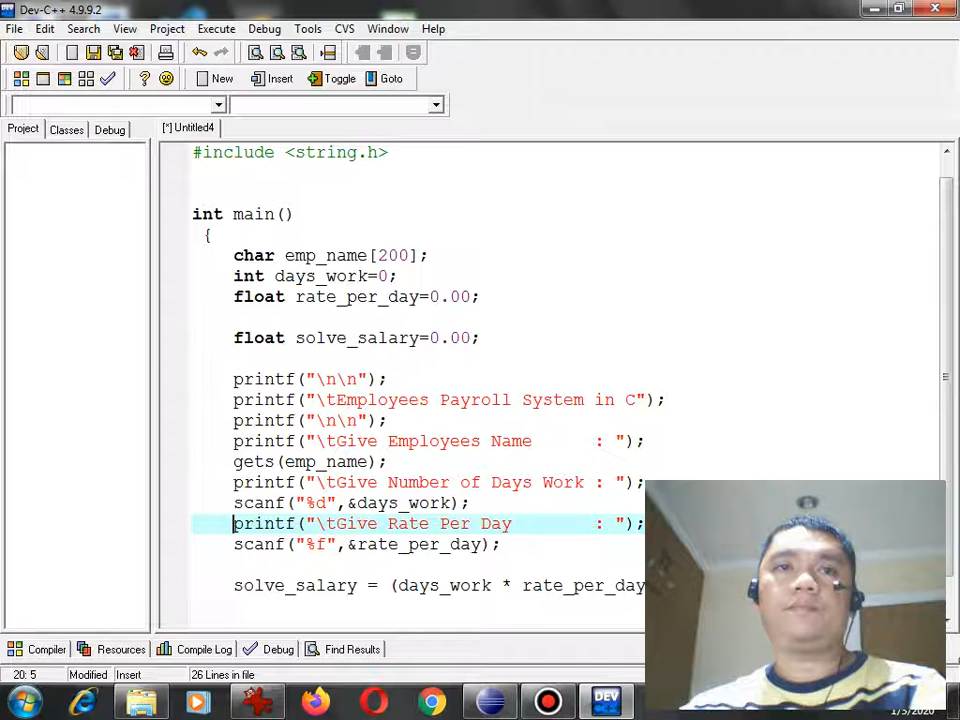 Dev-C++ 4.9.9.2
File Edit Search View Project Execute Debug Tools CVS Window Help
New Insert Toggle Goto
Project Classes Debug [*] Untitled4
#include <string.h>
int main()
{
char emp_name[200];
int days_work=0;
float rate_per_day=0.00;
float solve_salary=0.00;
printf("\n\n");
printf("\tEmployees Payroll System in C");
printf("\n\n");
printf("\tGive Employees Name      : ");
gets(emp_name);
printf("\tGive Number of Days Work : ");
scanf("%d",&days_work);
printf("\tGive Rate Per Day        : ");
scanf("%f",&rate_per_day);
solve_salary = (days_work * rate_per_day
Compiler Resources Compile Log Debug Find Results
20: 5 Modified Insert 26 Lines in file
DEV